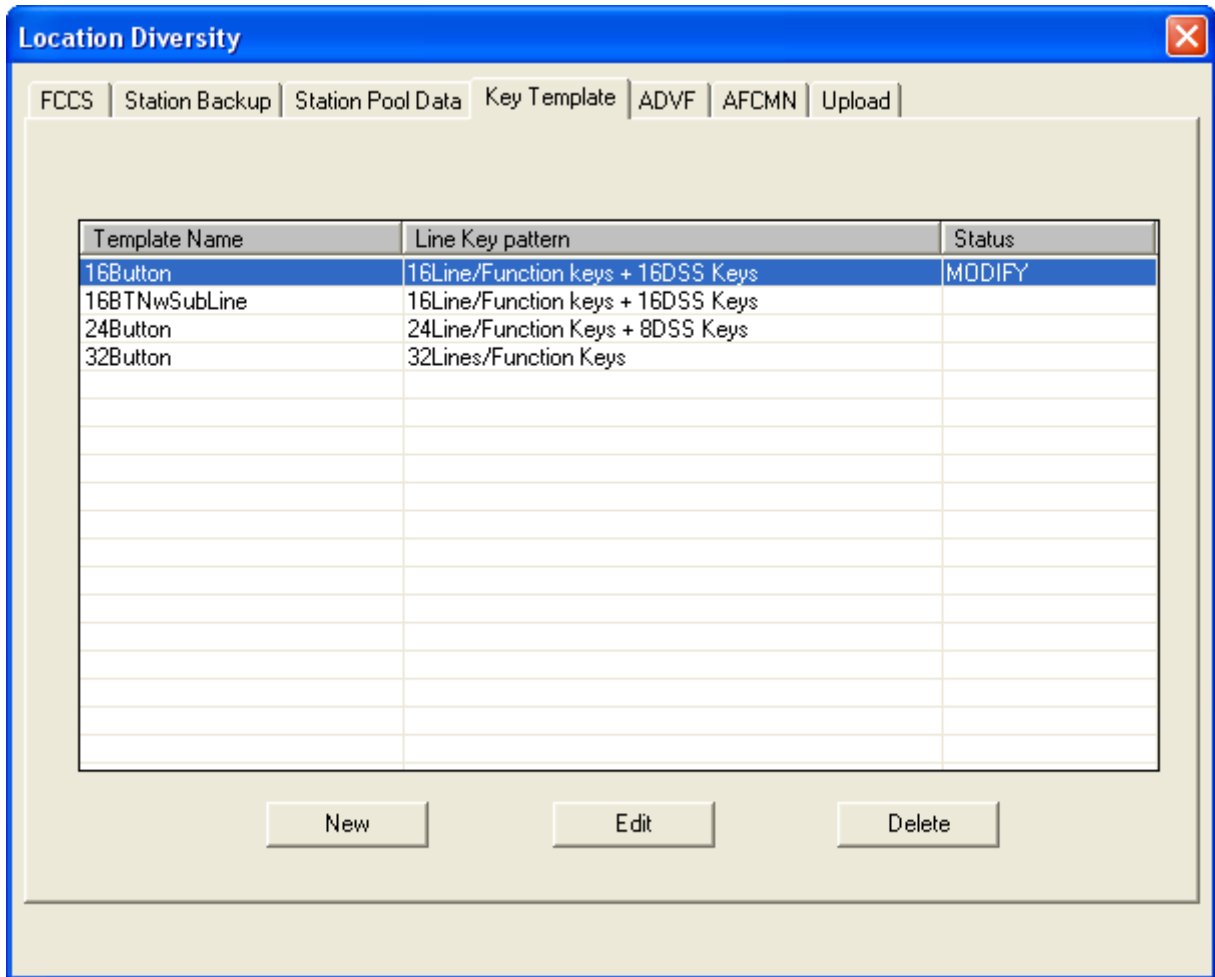 Location Diversity
FCCS Station Backup Station Pool Data Key Template ADVF AFCMN Upload
Template Name Line Key pattern Status
16Button 16Line/Function keys + 16DSS Keys MODIFY
16BTNwSubLine 16Line/Function keys + 16DSS Keys
24Button 24Line/Function Keys + 8DSS Keys
32Button 32Lines/Function Keys
New Edit Delete